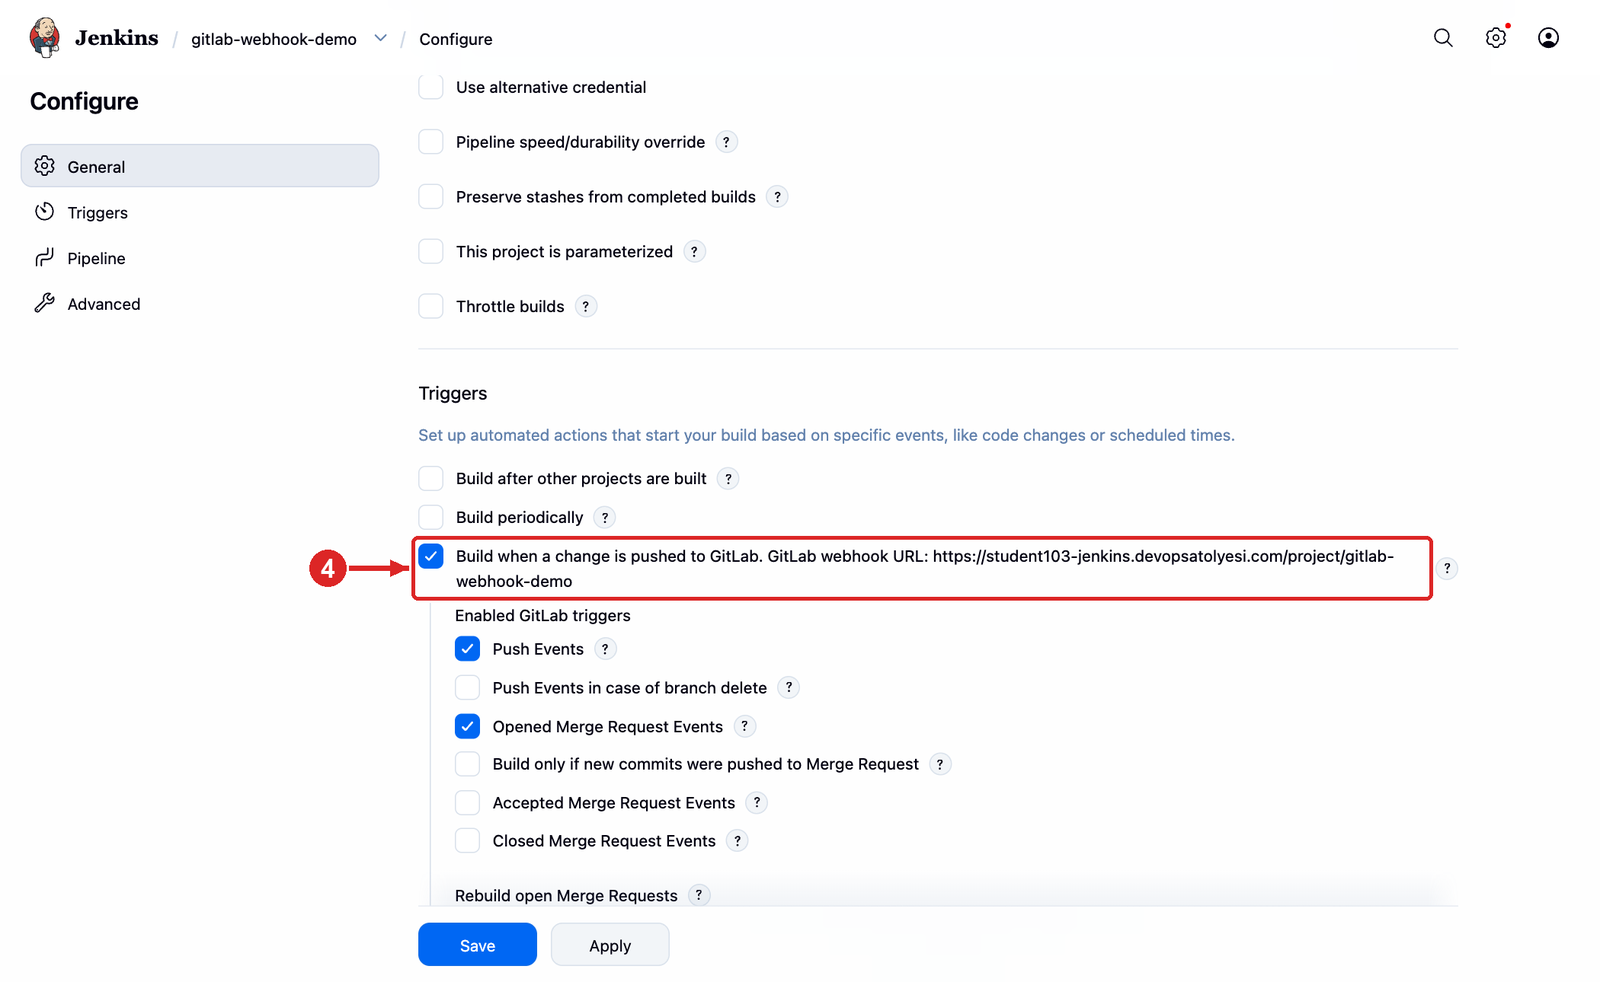 Jenkins / gitlab-webhook-demo / Configure
Configure
General
Triggers
Pipeline
Advanced
Use alternative credential
Pipeline speed/durability override ?
Preserve stashes from completed builds ?
This project is parameterized ?
Throttle builds ?
Triggers
Set up automated actions that start your build based on specific events, like code changes or scheduled times.
Build after other projects are built ?
Build periodically ?
4
Build when a change is pushed to GitLab. GitLab webhook URL: https://student103-jenkins.devopsatolyesi.com/project/gitlab-
webhook-demo ?
Enabled GitLab triggers
Push Events ?
Push Events in case of branch delete ?
Opened Merge Request Events ?
Build only if new commits were pushed to Merge Request ?
Accepted Merge Request Events ?
Closed Merge Request Events ?
Rebuild open Merge Requests ?
Save
Apply